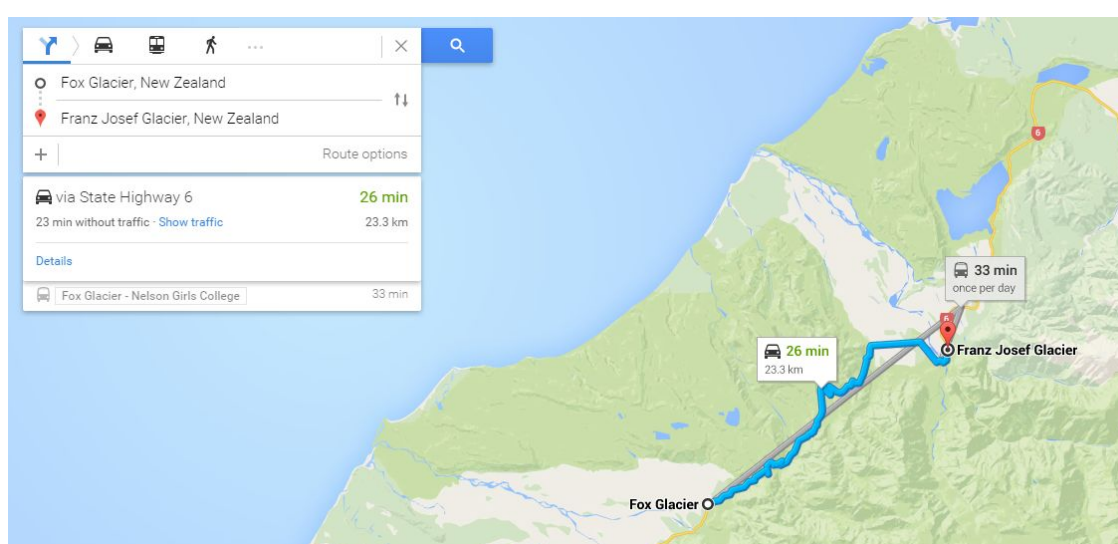 Fox Glacier, New Zealand
Franz Josef Glacier, New Zealand
Route options
via State Highway 6 26 min
23 min without traffic · Show traffic 23.3 km
Details
Fox Glacier - Nelson Girls College 33 min
6
33 min
once per day
6
Franz Josef Glacier
26 min
23.3 km
Fox Glacier